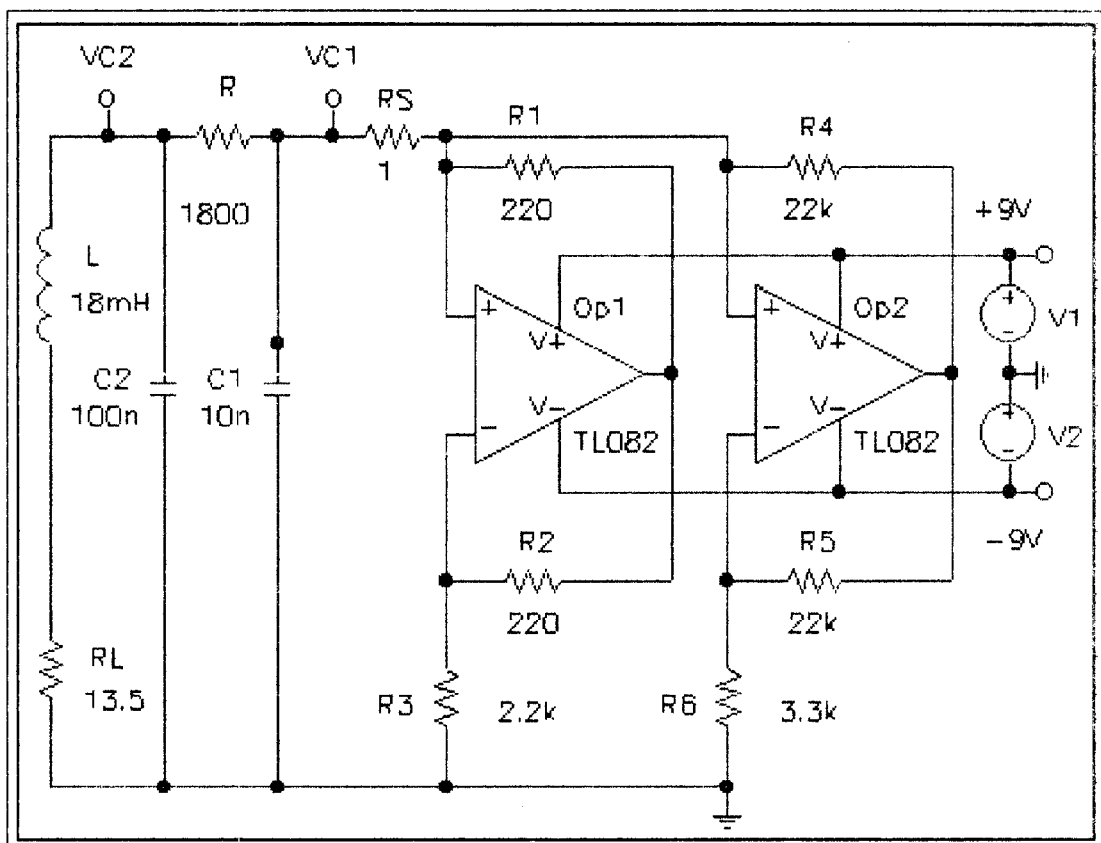 VC2
R
VC1
RS
R1
R4
1
1800
220
22k
+9V
L
18mH
+
Op1
+
Op2
+
V1
-
V+
V+
C2
C1
100n
10n
V-
V-
+
V2
-
-
TL082
-
TL082
R2
R5
-9V
220
22k
RL
13.5
R3
2.2k
R6
3.3k